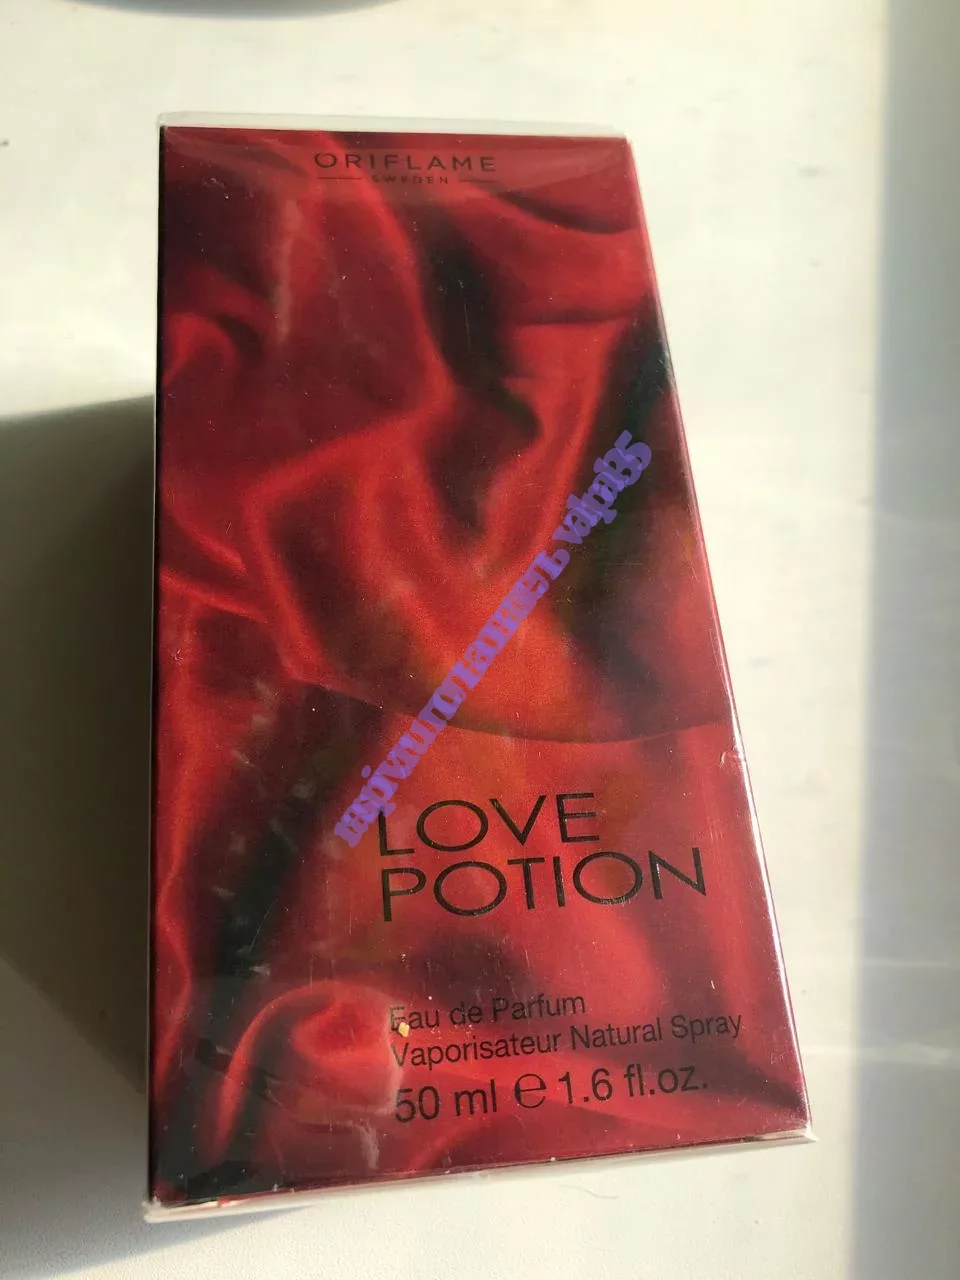 ORIFLAME
SWEDEN
LOVE
POTION
Eau de Parfum
Vaporisateur Natural Spray
50 ml ℮ 1.6 fl.oz.